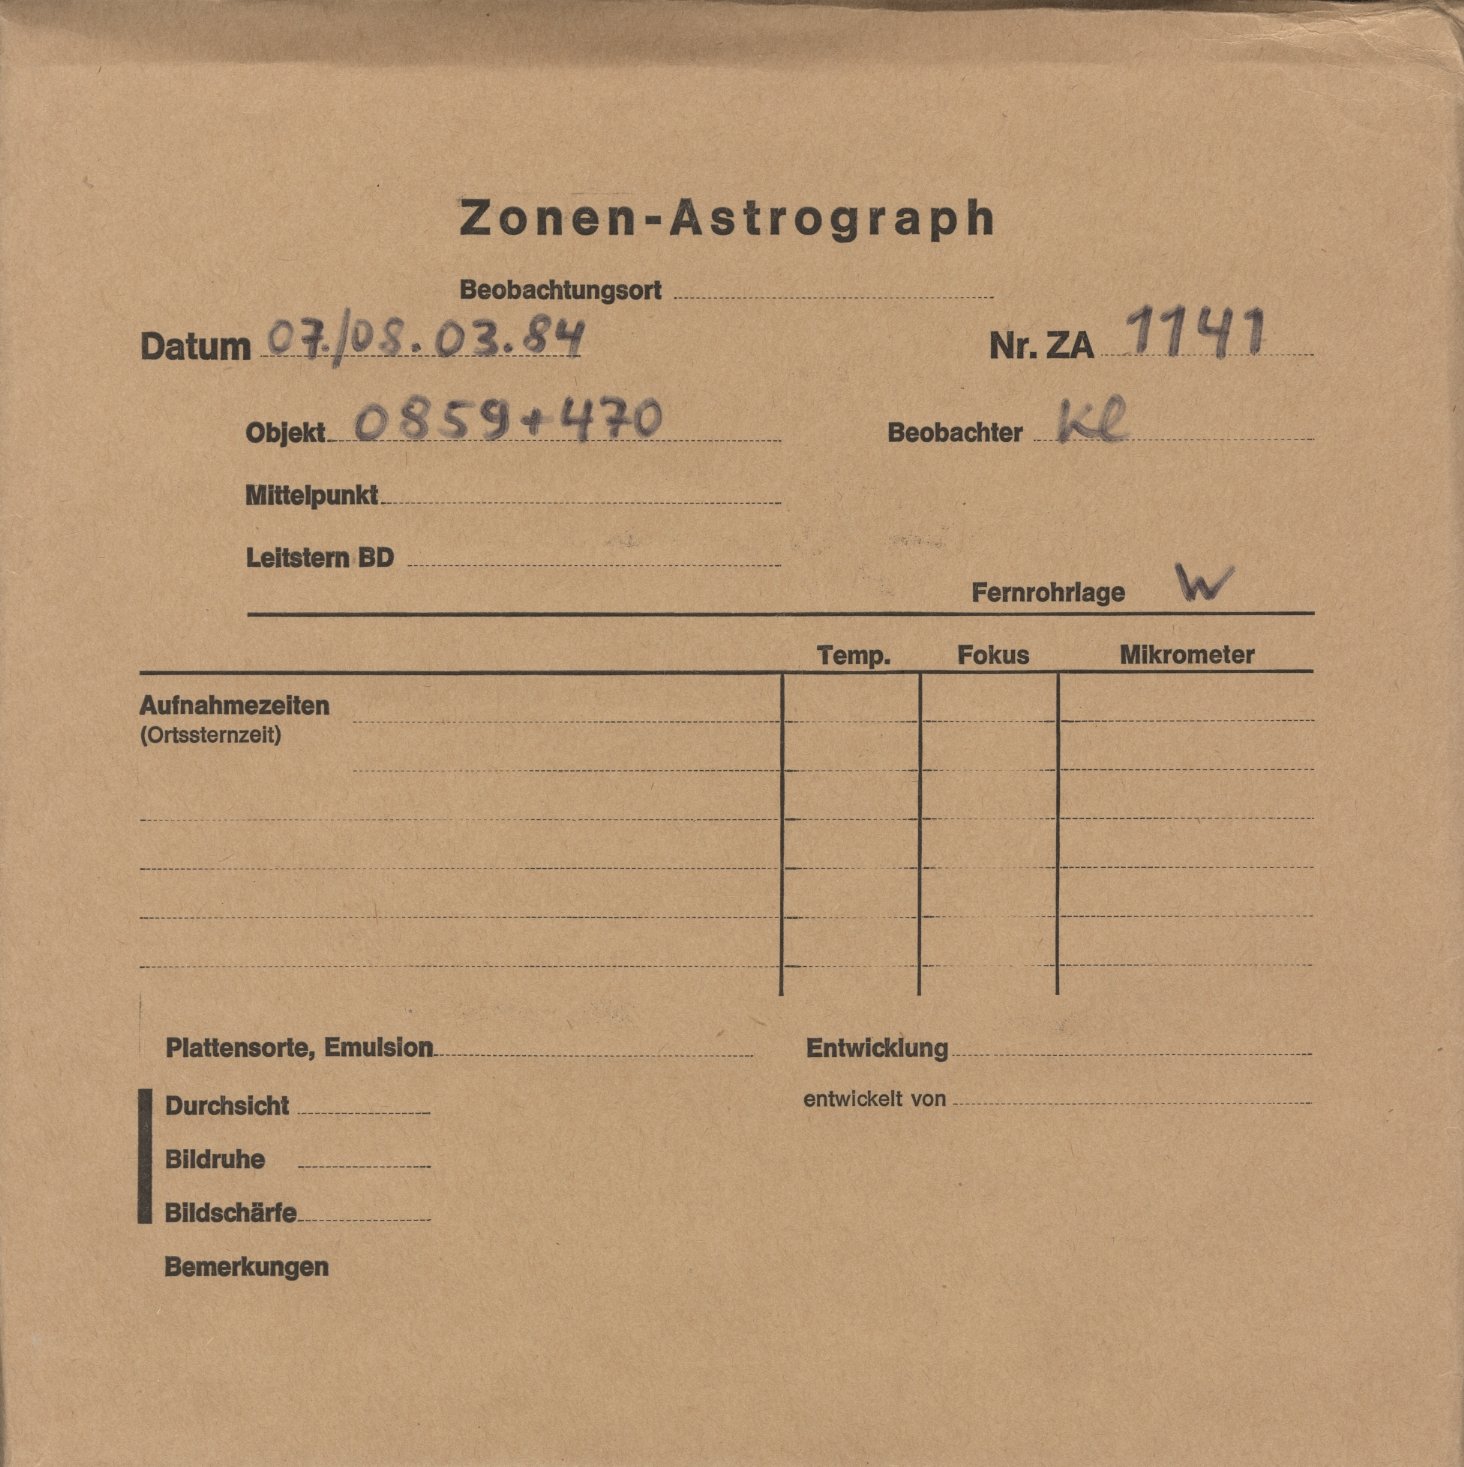 Zonen-Astrograph
Beobachtungsort
Datum 07./08.03.84 Nr. ZA 1141
Objekt 0859+470 Beobachter Kl
Mittelpunkt
Leitstern BD
Fernrohrlage W
Temp. Fokus Mikrometer
Aufnahmezeiten
(Ortssternzeit)
Plattensorte, Emulsion Entwicklung
Durchsicht entwickelt von
Bildruhe
Bildschärfe
Bemerkungen